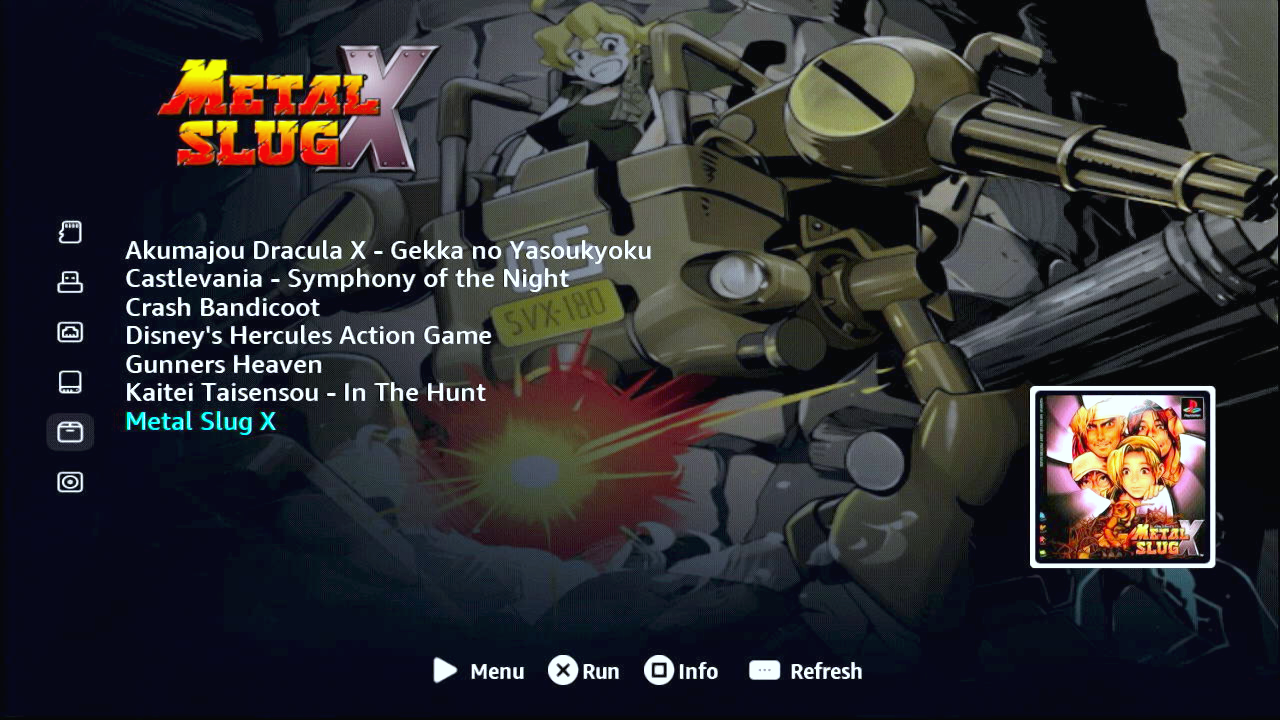 METAL
SLUG X
Akumajou Dracula X - Gekka no Yasoukyoku
Castlevania - Symphony of the Night
Crash Bandicoot
SVX-180
Disney's Hercules Action Game
Gunners Heaven
Kaitei Taisensou - In The Hunt
Metal Slug X
METAL
SLUG X
Menu
Run
Info
Refresh